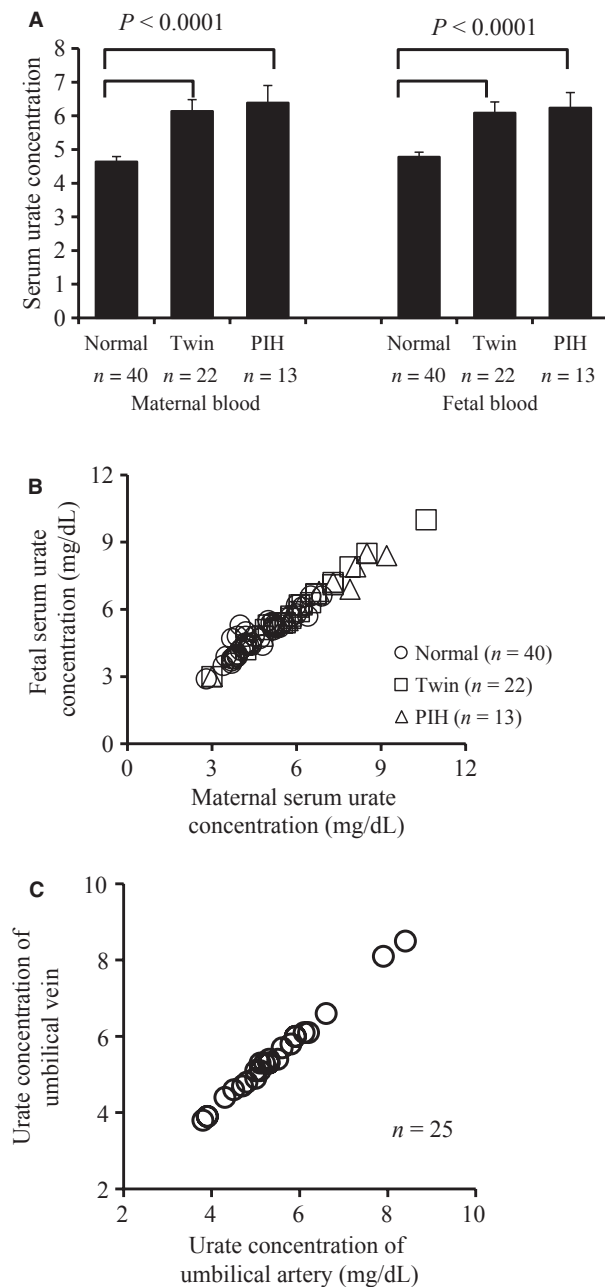 A
P < 0.0001
P < 0.0001
Serum urate concentration
8
7
6
5
4
3
2
1
0
Normal Twin PIH
Normal Twin PIH
n = 40 n = 22 n = 13
n = 40 n = 22 n = 13
Maternal blood
Fetal blood
B
Fetal serum urate
concentration (mg/dL)
12
9
6
3
0
Normal (n = 40)
Twin (n = 22)
PIH (n = 13)
0 3 6 9 12
Maternal serum urate
concentration (mg/dL)
C
Urate concentration of
umbilical vein
10
8
6
4
2
n = 25
2 4 6 8 10
Urate concentration of
umbilical artery (mg/dL)